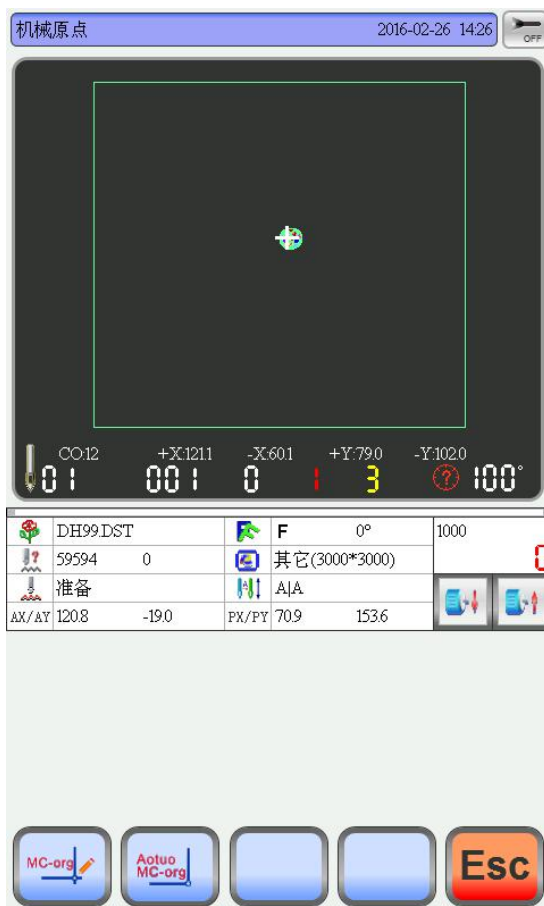 机械原点 2016-02-26 14:26
OFF
CO:12 +X:121.1 -X:60.1 +Y:79.0 -Y:102.0
01 001 0 1 3 ? 100°
DH99.DST F 0° 1000
59594 0 其它(3000*3000) 0
准备 A|A
AX/AY 120.8 -19.0 PX/PY 70.9 153.6
MC-org
Aotuo
MC-org
Esc